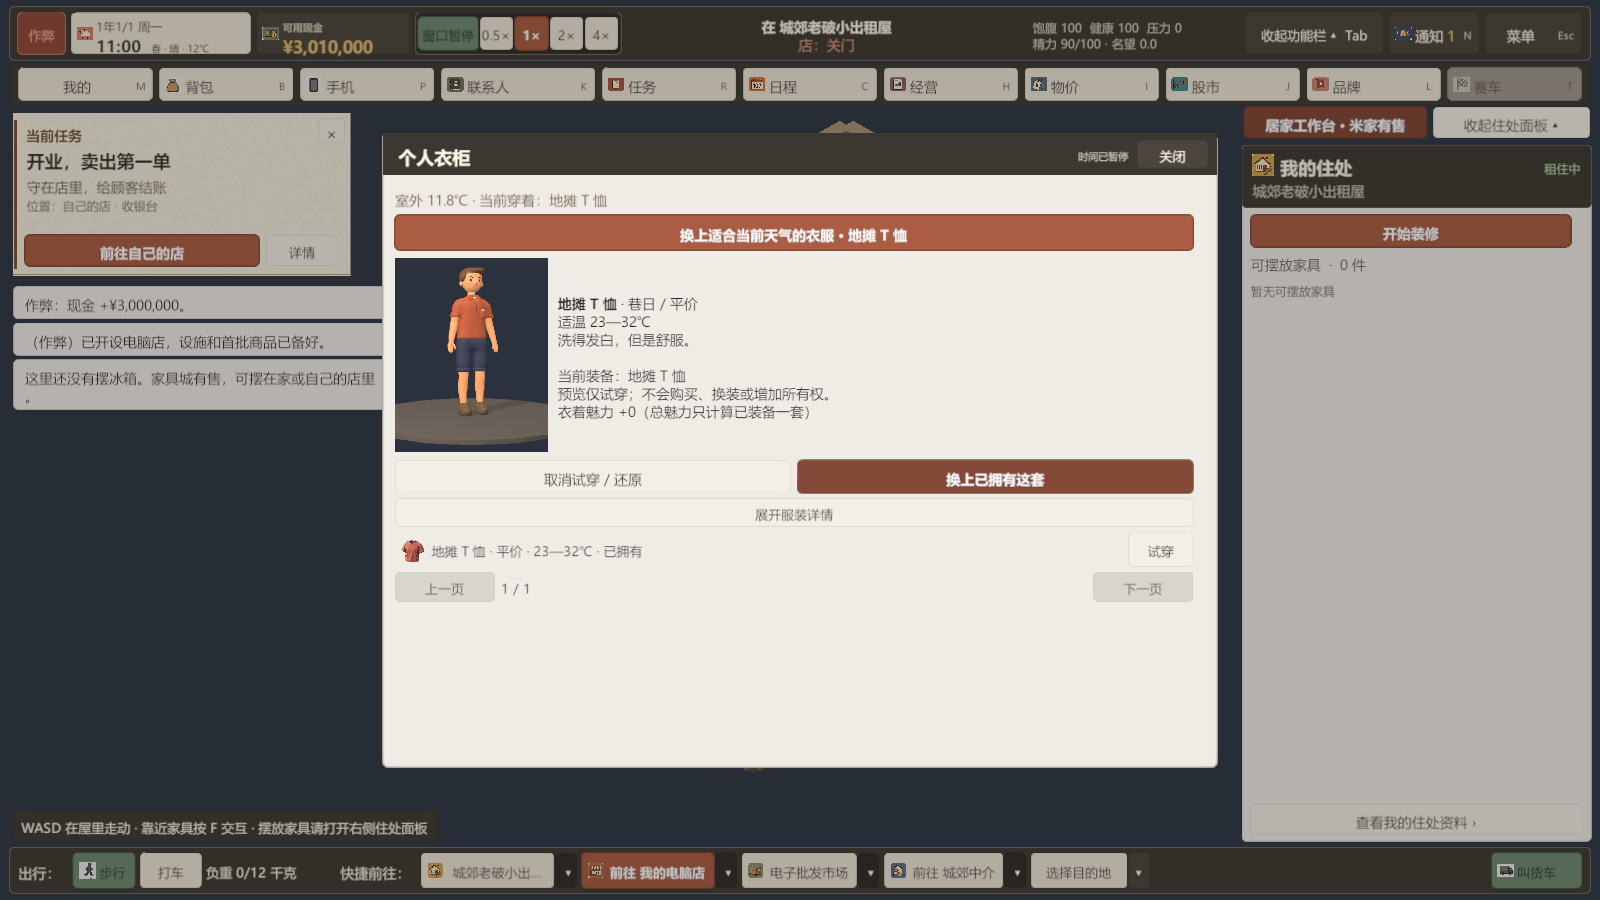 作弊
1年1/1 周一
11:00 春 · 晴 · 12℃
可用现金
¥3,010,000
窗口暂停 0.5× 1× 2× 4×
在 城郊老破小出租屋
店：关门
饱腹 100 健康 100 压力 0
精力 90/100 · 名望 0.0
收起功能栏 ▴ Tab
通知 1 N
菜单 Esc
我的 M
背包 B
手机 P
联系人 K
任务 R
日程 C
经营 H
物价 I
股市 J
品牌 L
赛车 T
当前任务 ×
开业，卖出第一单
守在店里，给顾客结账
位置：自己的店 · 收银台
前往自己的店 详情
作弊：现金 +¥3,000,000。
（作弊）已开设电脑店，设施和首批商品已备好。
这里还没有摆冰箱。家具城有售，可摆在家或自己的店里
。
个人衣柜 时间已暂停 关闭
室外 11.8℃ · 当前穿着：地摊 T 恤
换上适合当前天气的衣服 • 地摊 T 恤
地摊 T 恤 · 巷日 / 平价
适温 23—32℃
洗得发白，但是舒服。
当前装备：地摊 T 恤
预览仅试穿；不会购买、换装或增加所有权。
衣着魅力 +0（总魅力只计算已装备一套）
取消试穿 / 还原 换上已拥有这套
展开服装详情
地摊 T 恤 · 平价 · 23—32℃ · 已拥有 试穿
上一页 1 / 1 下一页
居家工作台 • 米家有售 收起住处面板 ▴
我的住处 租住中
城郊老破小出租屋
开始装修
可摆放家具 · 0 件
暂无可摆放家具
查看我的住处资料 ›
WASD 在屋里走动 · 靠近家具按 F 交互 · 摆放家具请打开右侧住处面板
出行： 步行 打车 负重 0/12 千克 快捷前往： 城郊老破小出... ▾ 前往 我的电脑店 ▾ 电子批发市场 ▾ 前往 城郊中介 ▾ 选择目的地 ▾ 叫货车